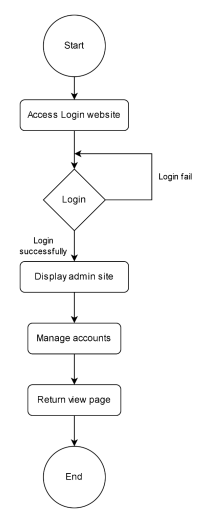 Start
Access Login website
Login fail
Login
Login
successfully
Display admin site
Manage accounts
Return view page
End